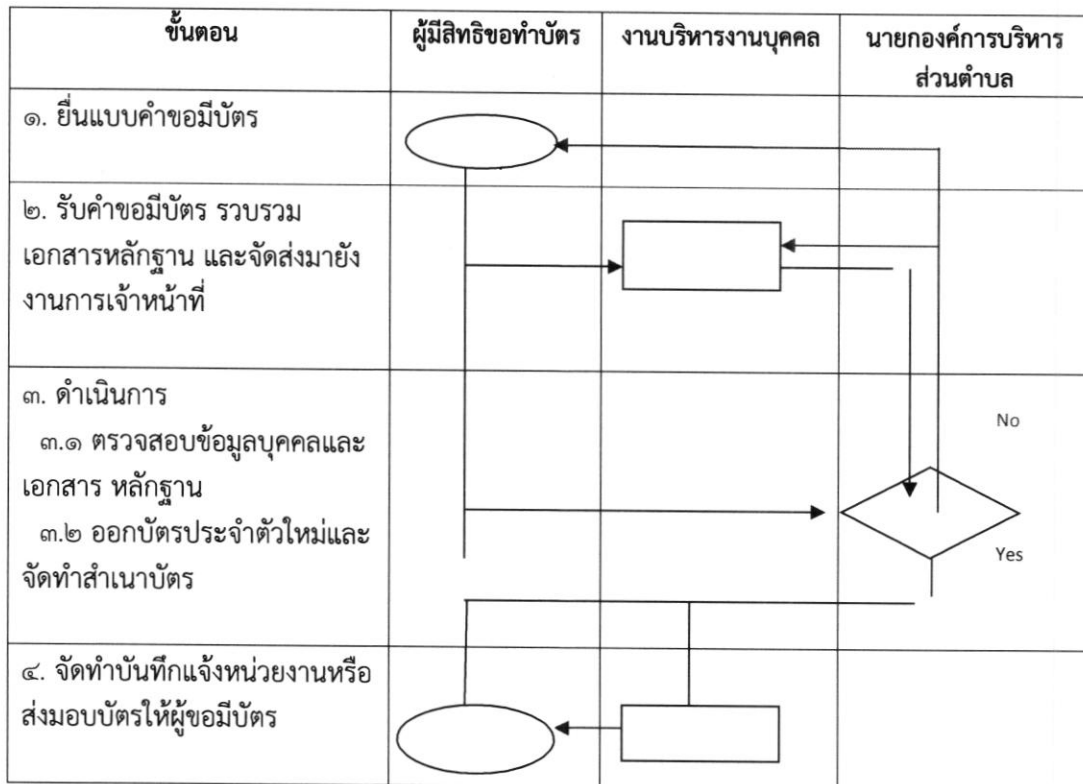 ขั้นตอน
ผู้มีสิทธิขอทำบัตร
งานบริหารงานบุคคล
นายกองค์การบริหาร
ส่วนตำบล
๑. ยื่นแบบคำขอมีบัตร
๒. รับคำขอมีบัตร รวบรวม
เอกสารหลักฐาน และจัดส่งมายัง
งานการเจ้าหน้าที่
๓. ดำเนินการ
๓.๑ ตรวจสอบข้อมูลบุคคลและ
เอกสาร หลักฐาน
๓.๒ ออกบัตรประจำตัวใหม่และ
จัดทำสำเนาบัตร
No
Yes
๔. จัดทำบันทึกแจ้งหน่วยงานหรือ
ส่งมอบบัตรให้ผู้ขอมีบัตร